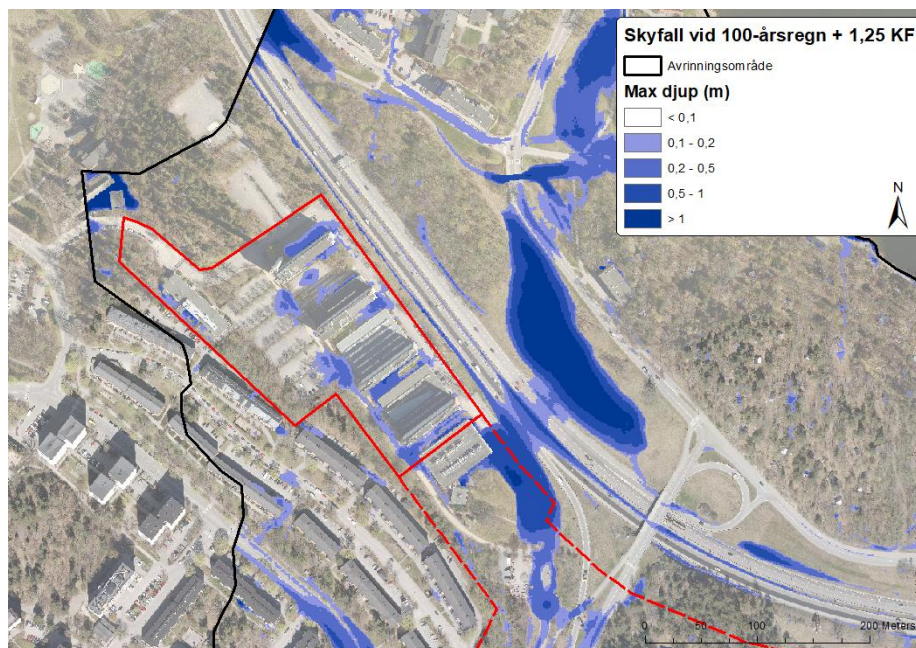 Skyfall vid 100-årsregn + 1,25 KF
Avrinningsområde
Max djup (m)
< 0,1
0,1 - 0,2
0,2 - 0,5
0,5 - 1
> 1
N
0 50 100 200 Meters